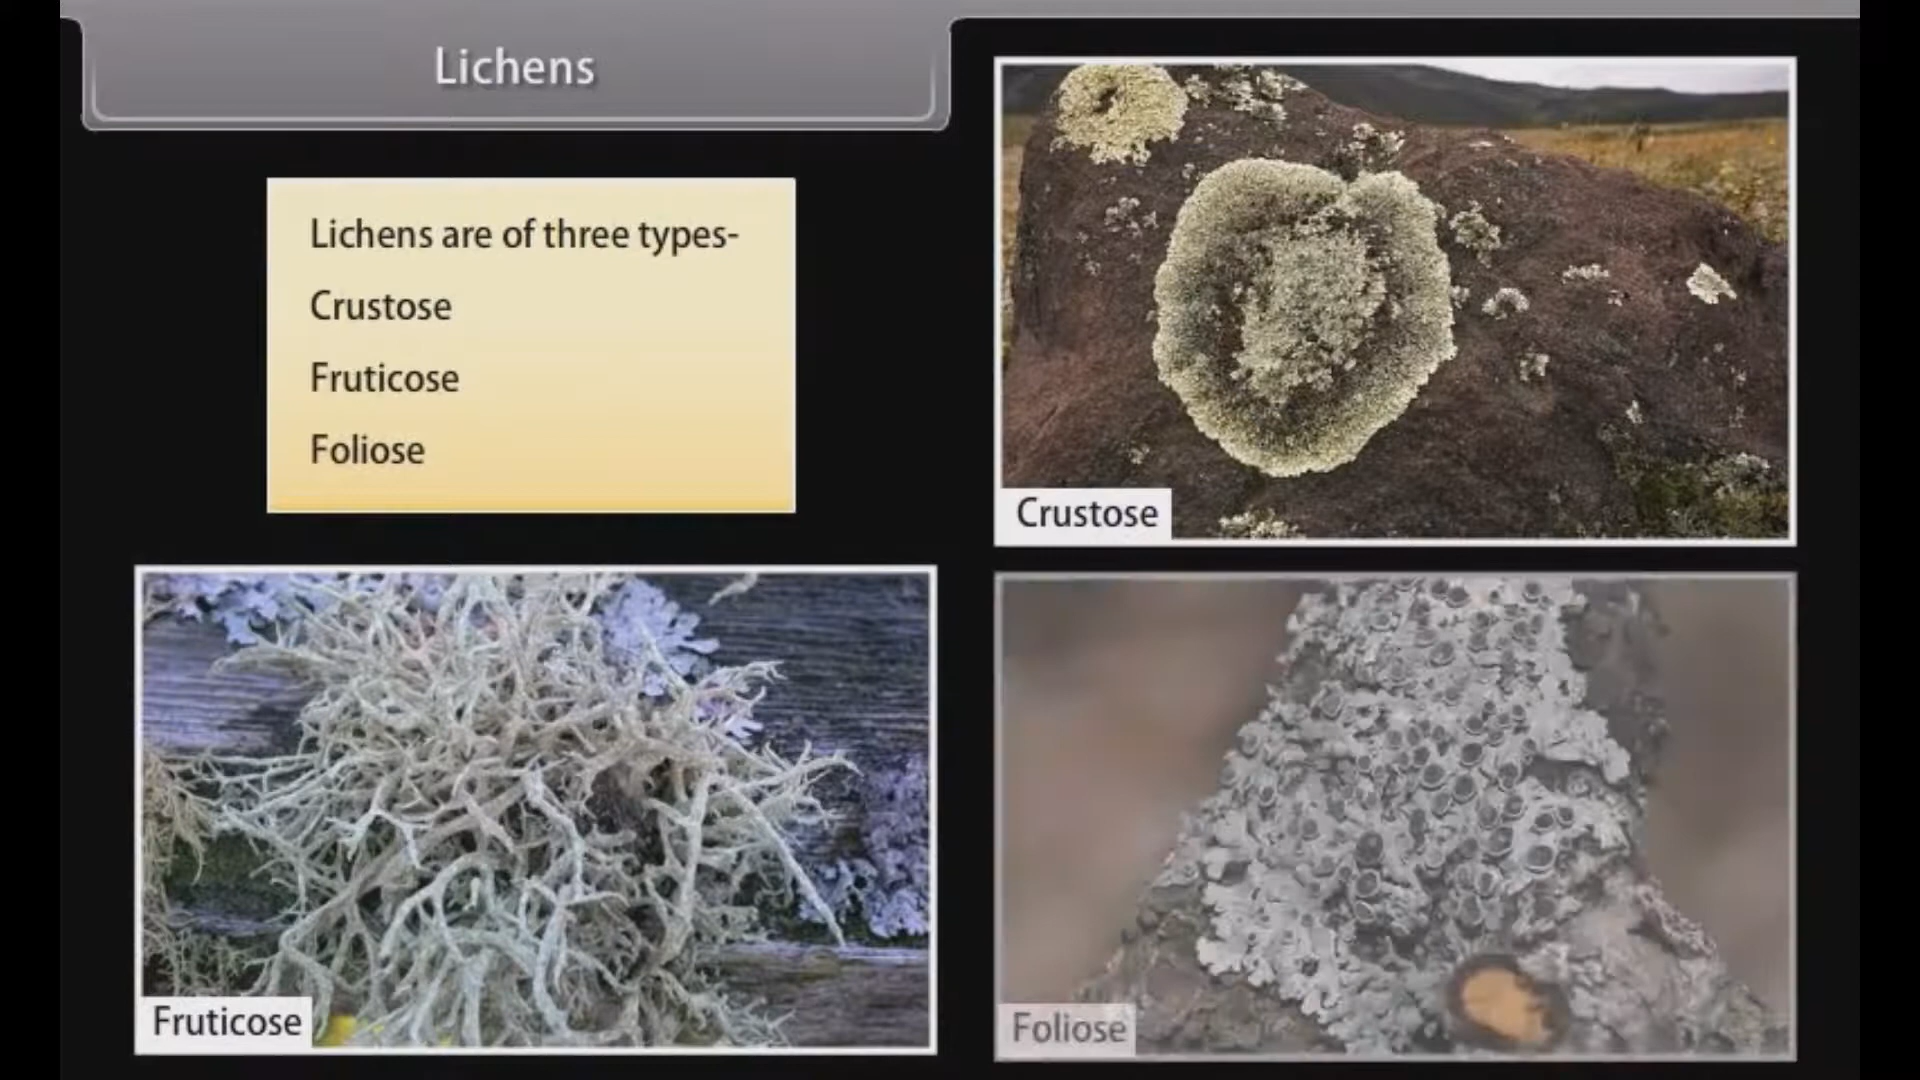 Lichens
Lichens are of three types-
Crustose
Fruticose
Foliose
Crustose
Fruticose
Foliose